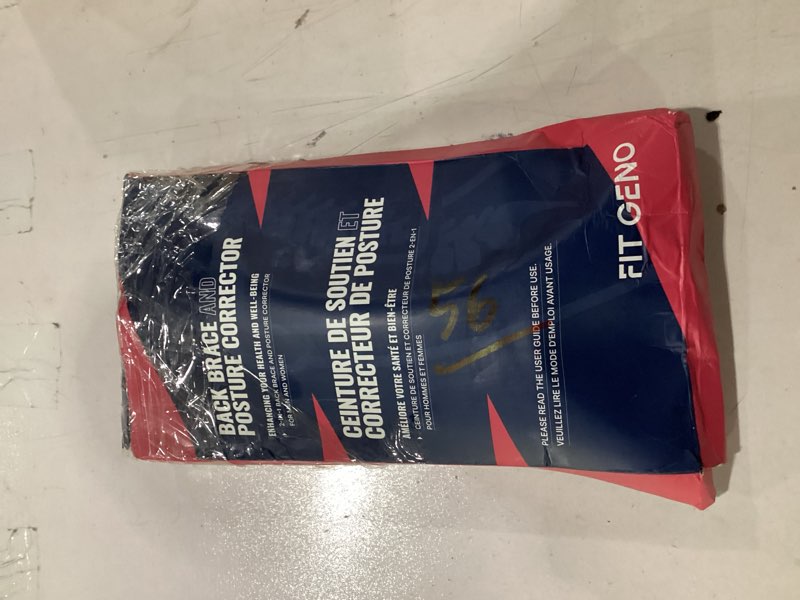 BACK BRACE AND
POSTURE CORRECTOR
ENHANCING YOUR HEALTH AND WELL-BEING
2-IN-1 BACK BRACE AND POSTURE CORRECTOR
FOR MEN AND WOMEN
CEINTURE DE SOUTIEN ET
CORRECTEUR DE POSTURE
AMÉLIORE VOTRE SANTÉ ET BIEN-ÊTRE
CEINTURE DE SOUTIEN ET CORRECTEUR DE POSTURE 2-EN-1
POUR HOMMES ET FEMMES
56
PLEASE READ THE USER GUIDE BEFORE USE.
VEUILLEZ LIRE LE MODE D'EMPLOI AVANT USAGE.
FIT GENO